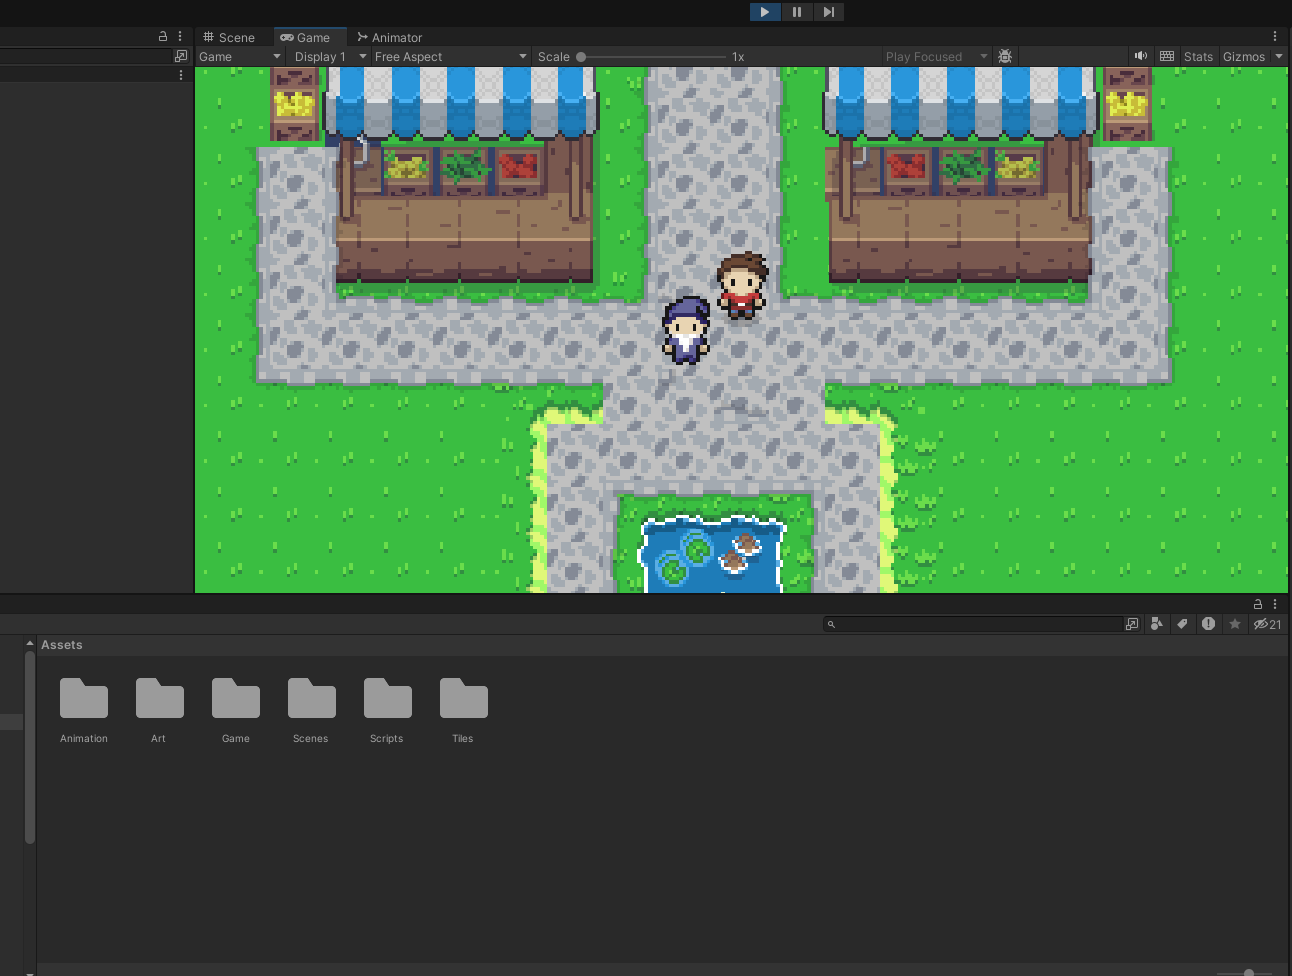 Scene
Game
Animator
Game
Display 1
Free Aspect
Scale
1x
Play Focused
Stats
Gizmos
21
Assets
Animation
Art
Game
Scenes
Scripts
Tiles